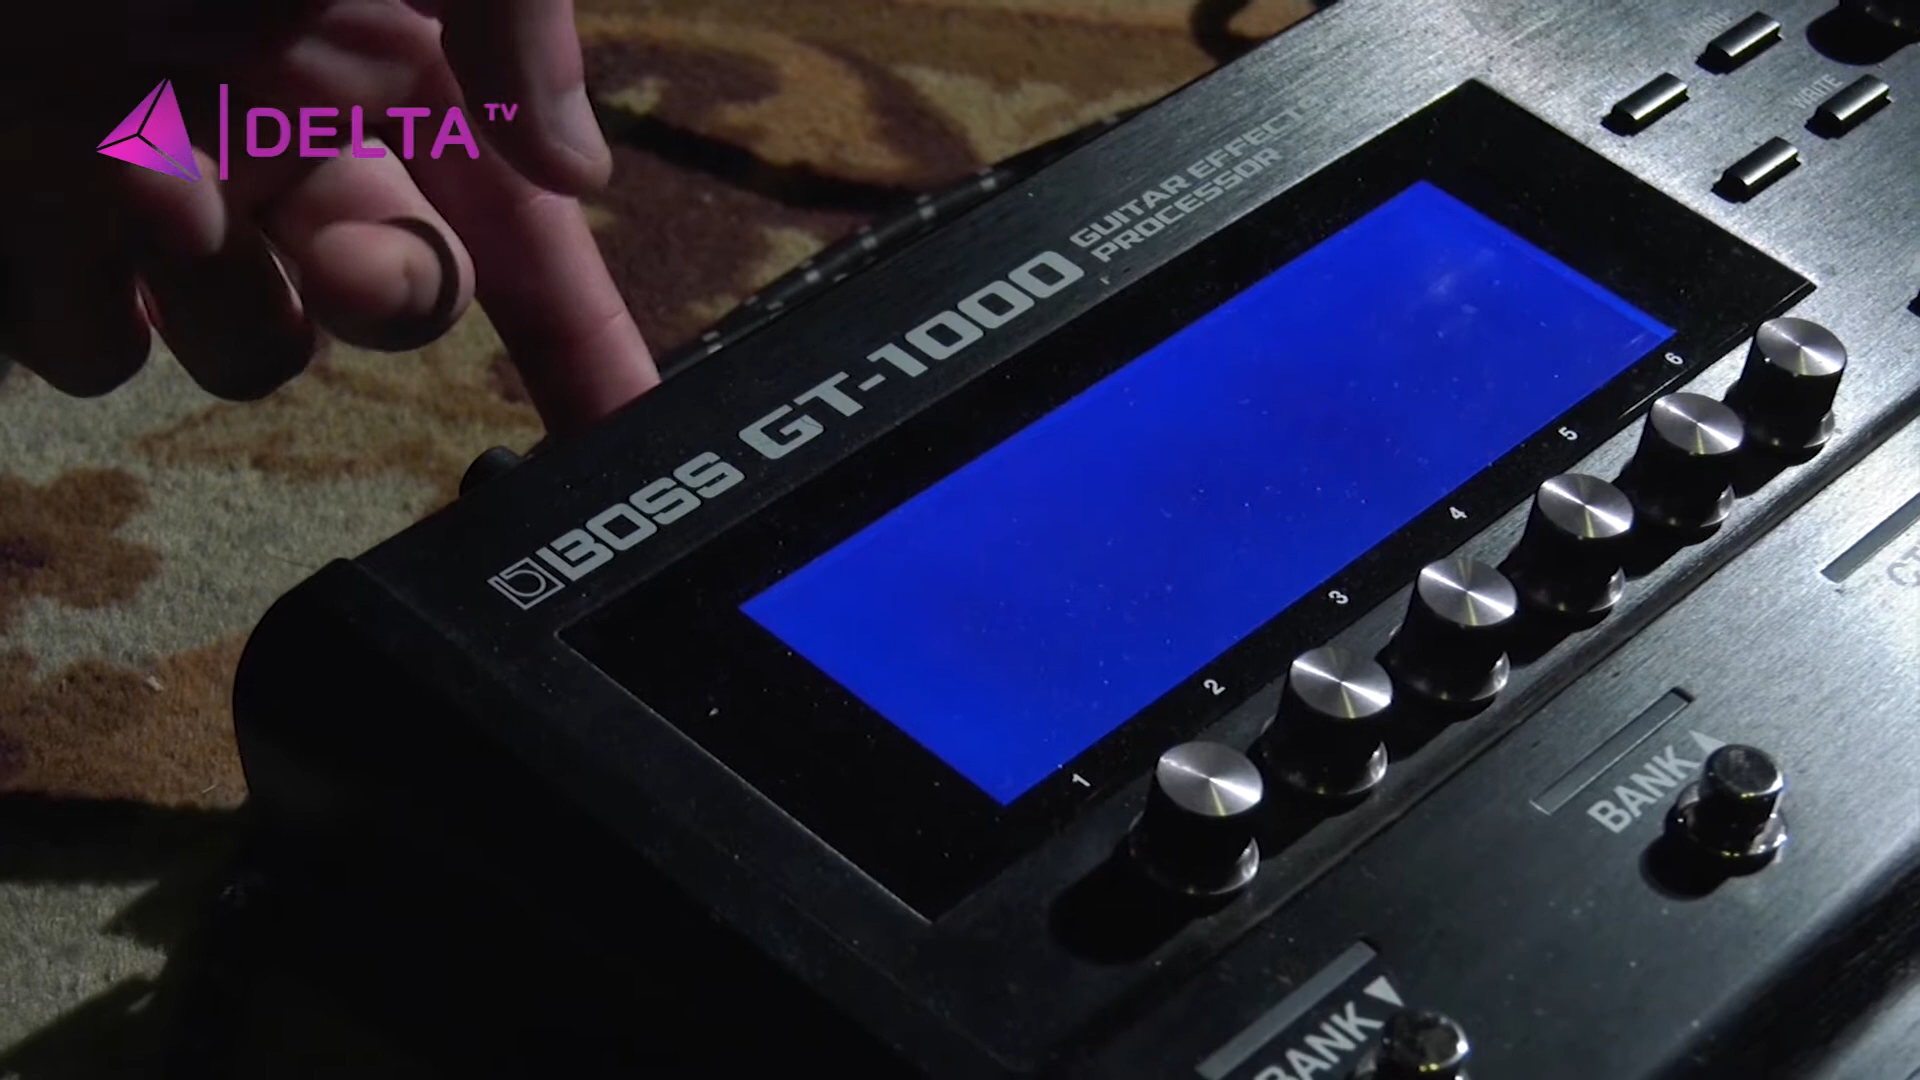 DELTA TV
BOSS GT-1000 GUITAR EFFECTS
PROCESSOR
WRITE
1 2 3 4 5 6
BANK
BANK